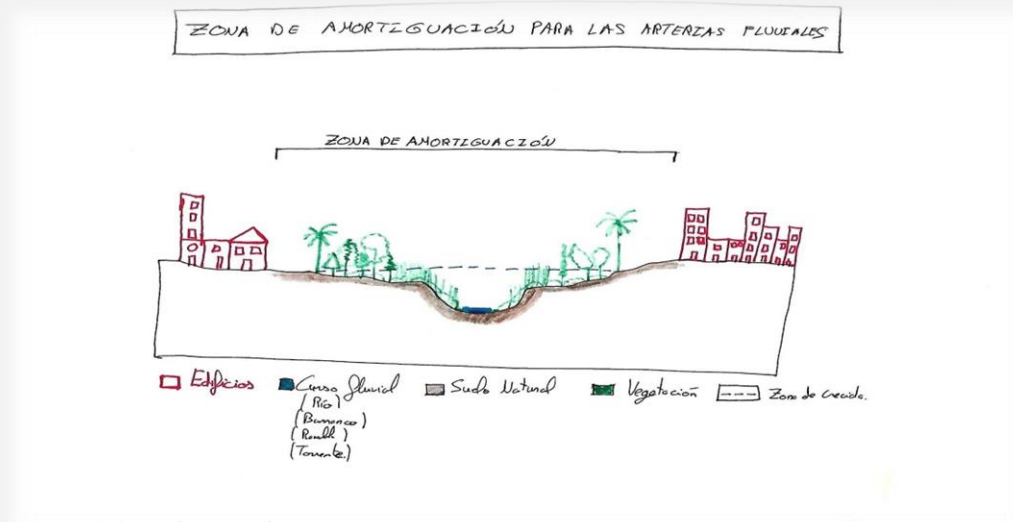 ZONA DE AMORTIGUACIÓN PARA LAS ARTERIAS FLUVIALES
ZONA DE AMORTIGUACIÓN
Edificios
Curso fluvial
(Río)
(Barranco)
(Rambla)
(Torrente)
Suelo Natural
Vegetación
Zona de crecida.